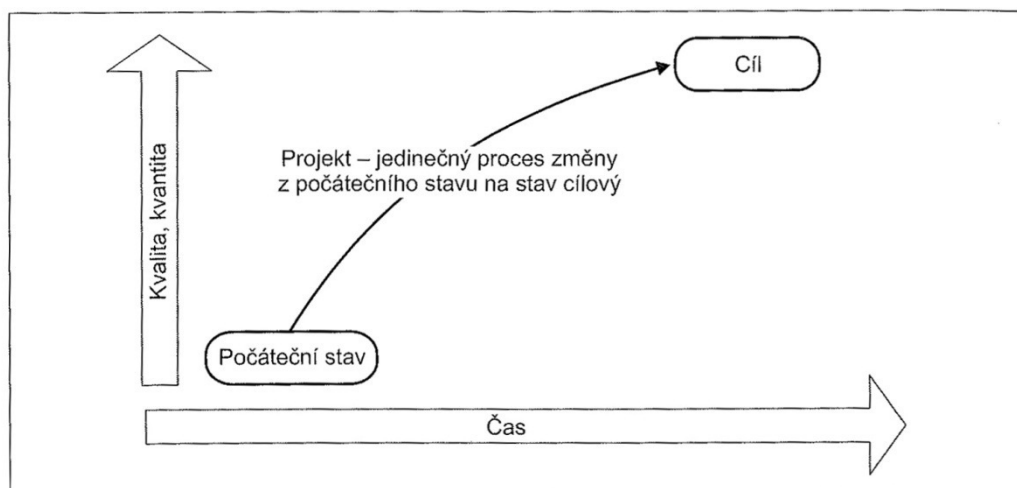 Cíl
Projekt – jedinečný proces změny
z počátečního stavu na stav cílový
Kvalita, kvantita
Počáteční stav
Čas